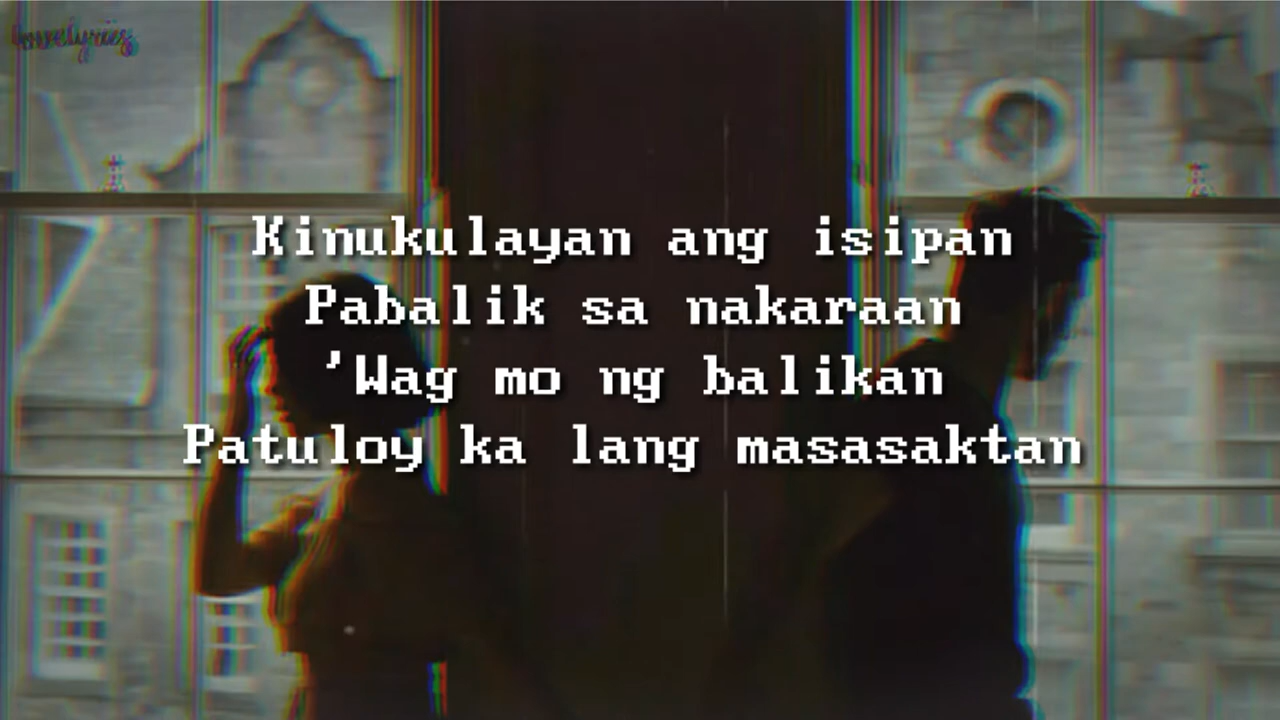 Kinukulayan ang isipan
Pabalik sa nakaraan
'Wag mo ng balikan
Patuloy ka lang masasaktan